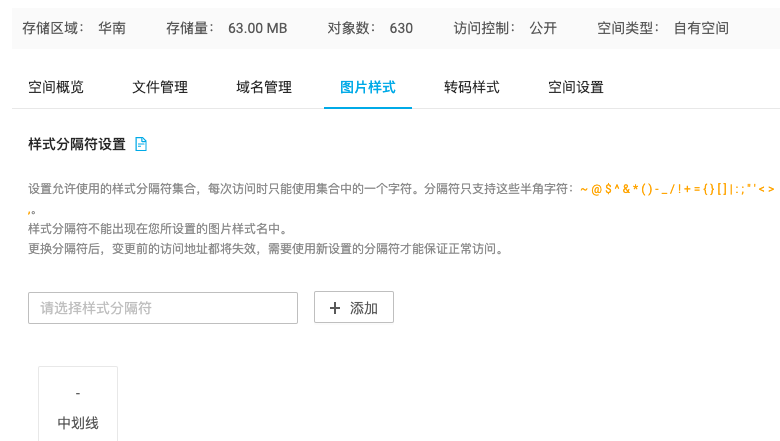 存储区域： 华南 存储量： 63.00 MB 对象数： 630 访问控制： 公开 空间类型： 自有空间
空间概览 文件管理 域名管理 图片样式 转码样式 空间设置
样式分隔符设置
设置允许使用的样式分隔符集合，每次访问时只能使用集合中的一个字符。分隔符只支持这些半角字符：~ @ $ ^ & * ( ) - _ / ! + = { } [ ] | : ; " ' < >
,。
样式分隔符不能出现在您所设置的图片样式名中。
更换分隔符后，变更前的访问地址都将失效，需要使用新设置的分隔符才能保证正常访问。
请选择样式分隔符 + 添加
-
中划线